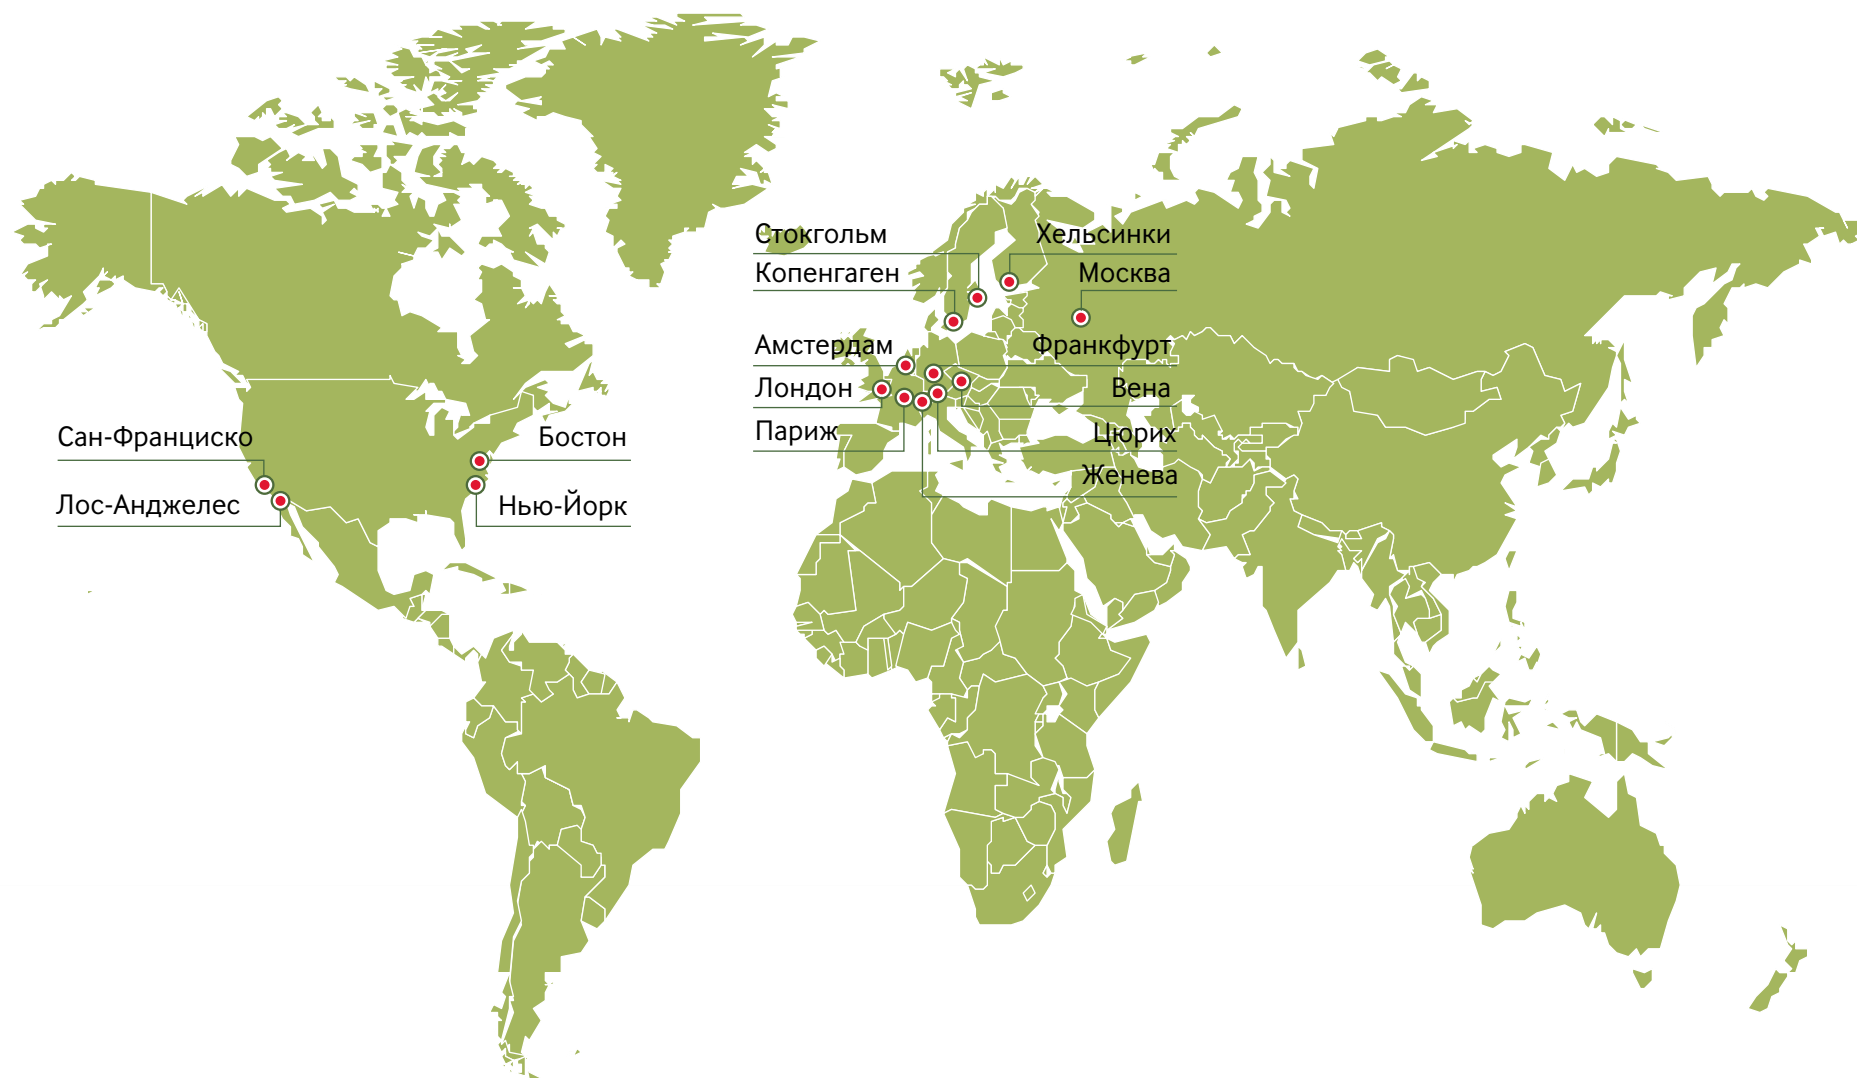 Стокгольм
Хельсинки
Копенгаген
Москва
Амстердам
Франкфурт
Лондон
Вена
Париж
Цюрих
Женева
Сан-Франциско
Бостон
Лос-Анджелес
Нью-Йорк